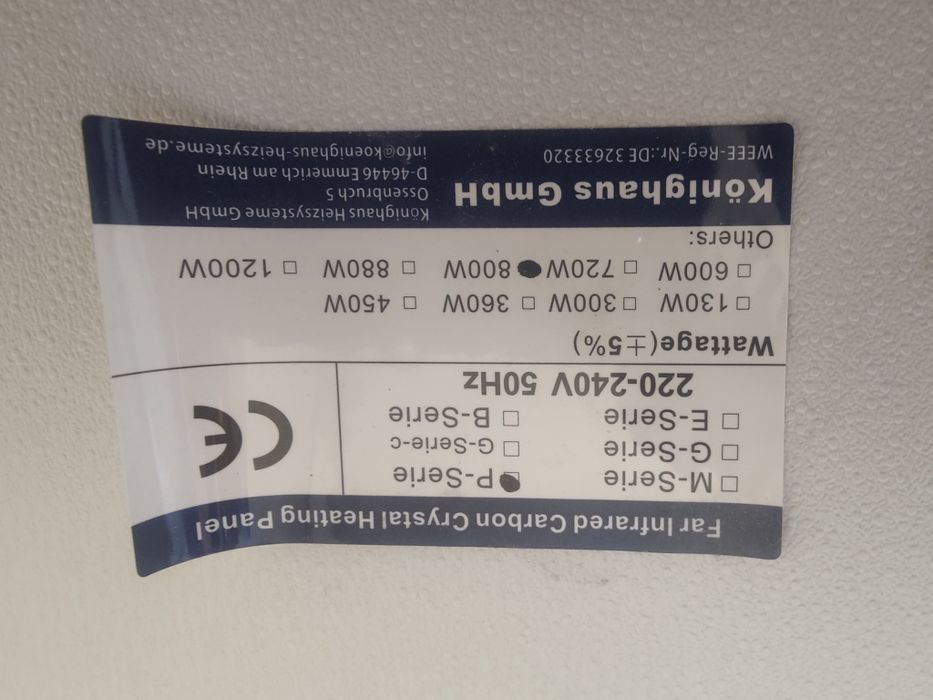 Far Infrared Carbon Crystal Heating Panel
□ M-Serie ● P-Serie
□ G-Serie □ G-Serie-c
□ E-Serie □ B-Serie
220-240V 50Hz
CE
Wattage(±5%)
□ 130W □ 300W □ 360W □ 450W
□ 600W □ 720W ● 800W □ 880W □ 1200W
Others:
Könighaus GmbH
WEEE-Reg-Nr.:DE 32633320
Könighaus Heizsysteme GmbH
Ossenbruch 5
D-46446 Emmerich am Rhein
info@koenighaus-heizsysteme.de